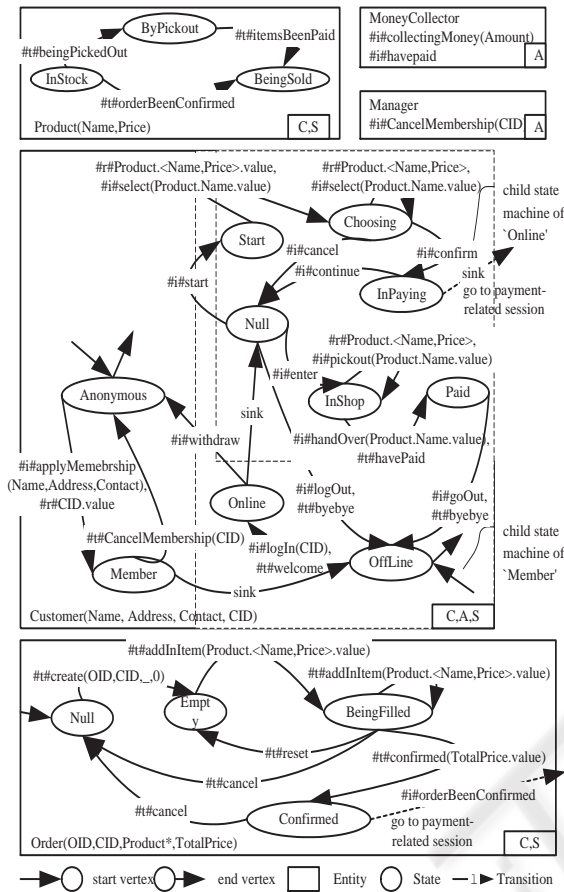 ByPickout
#t#beingPickedOut
#t#itemsBeenPaid
InStock
BeingSold
#t#orderBeenConfirmed
Product(Name,Price)
C,S
MoneyCollector
#i#collectingMoney(Amount)
#i#havepaid
A
Manager
#i#CancelMembership(CID)
A
#r#Product.<Name,Price>.value,
#i#select(Product.Name.value)
#r#Product.<Name,Price>,
#i#select(Product.Name.value)
child state
machine of
`Online'
Choosing
Start
#i#cancel
#i#confirm
#i#continue
sink
#i#start
InPaying
go to payment-
related session
Null
#r#Product.<Name,Price>,
#i#pickout(Product.Name.value)
#i#enter
Anonymous
InShop
Paid
sink
#i#withdraw
#i#handOver(Product.Name.value),
#t#havePaid
#i#applyMemebrship
(Name,Address,Contact),
#r#CID.value
Online
#i#logOut,
#t#byebye
#i#goOut,
#t#byebye
#t#CancelMembership(CID)
#i#logIn(CID),
#t#welcome
child state
machine of
`Member'
Member
OffLine
sink
Customer(Name, Address, Contact, CID)
C,A,S
#t#addInItem(Product.<Name,Price>.value)
#t#create(OID,CID,_,0)
#t#addInItem(Product.<Name,Price>.value)
Null
Empt
y
BeingFilled
#t#reset
#t#confirmed(TotalPrice.value)
#t#cancel
#t#cancel
#i#orderBeenConfirmed
Confirmed
go to payment-
related session
Order(OID,CID,Product*,TotalPrice)
C,S
start vertex
end vertex
Entity
State
1
Transition